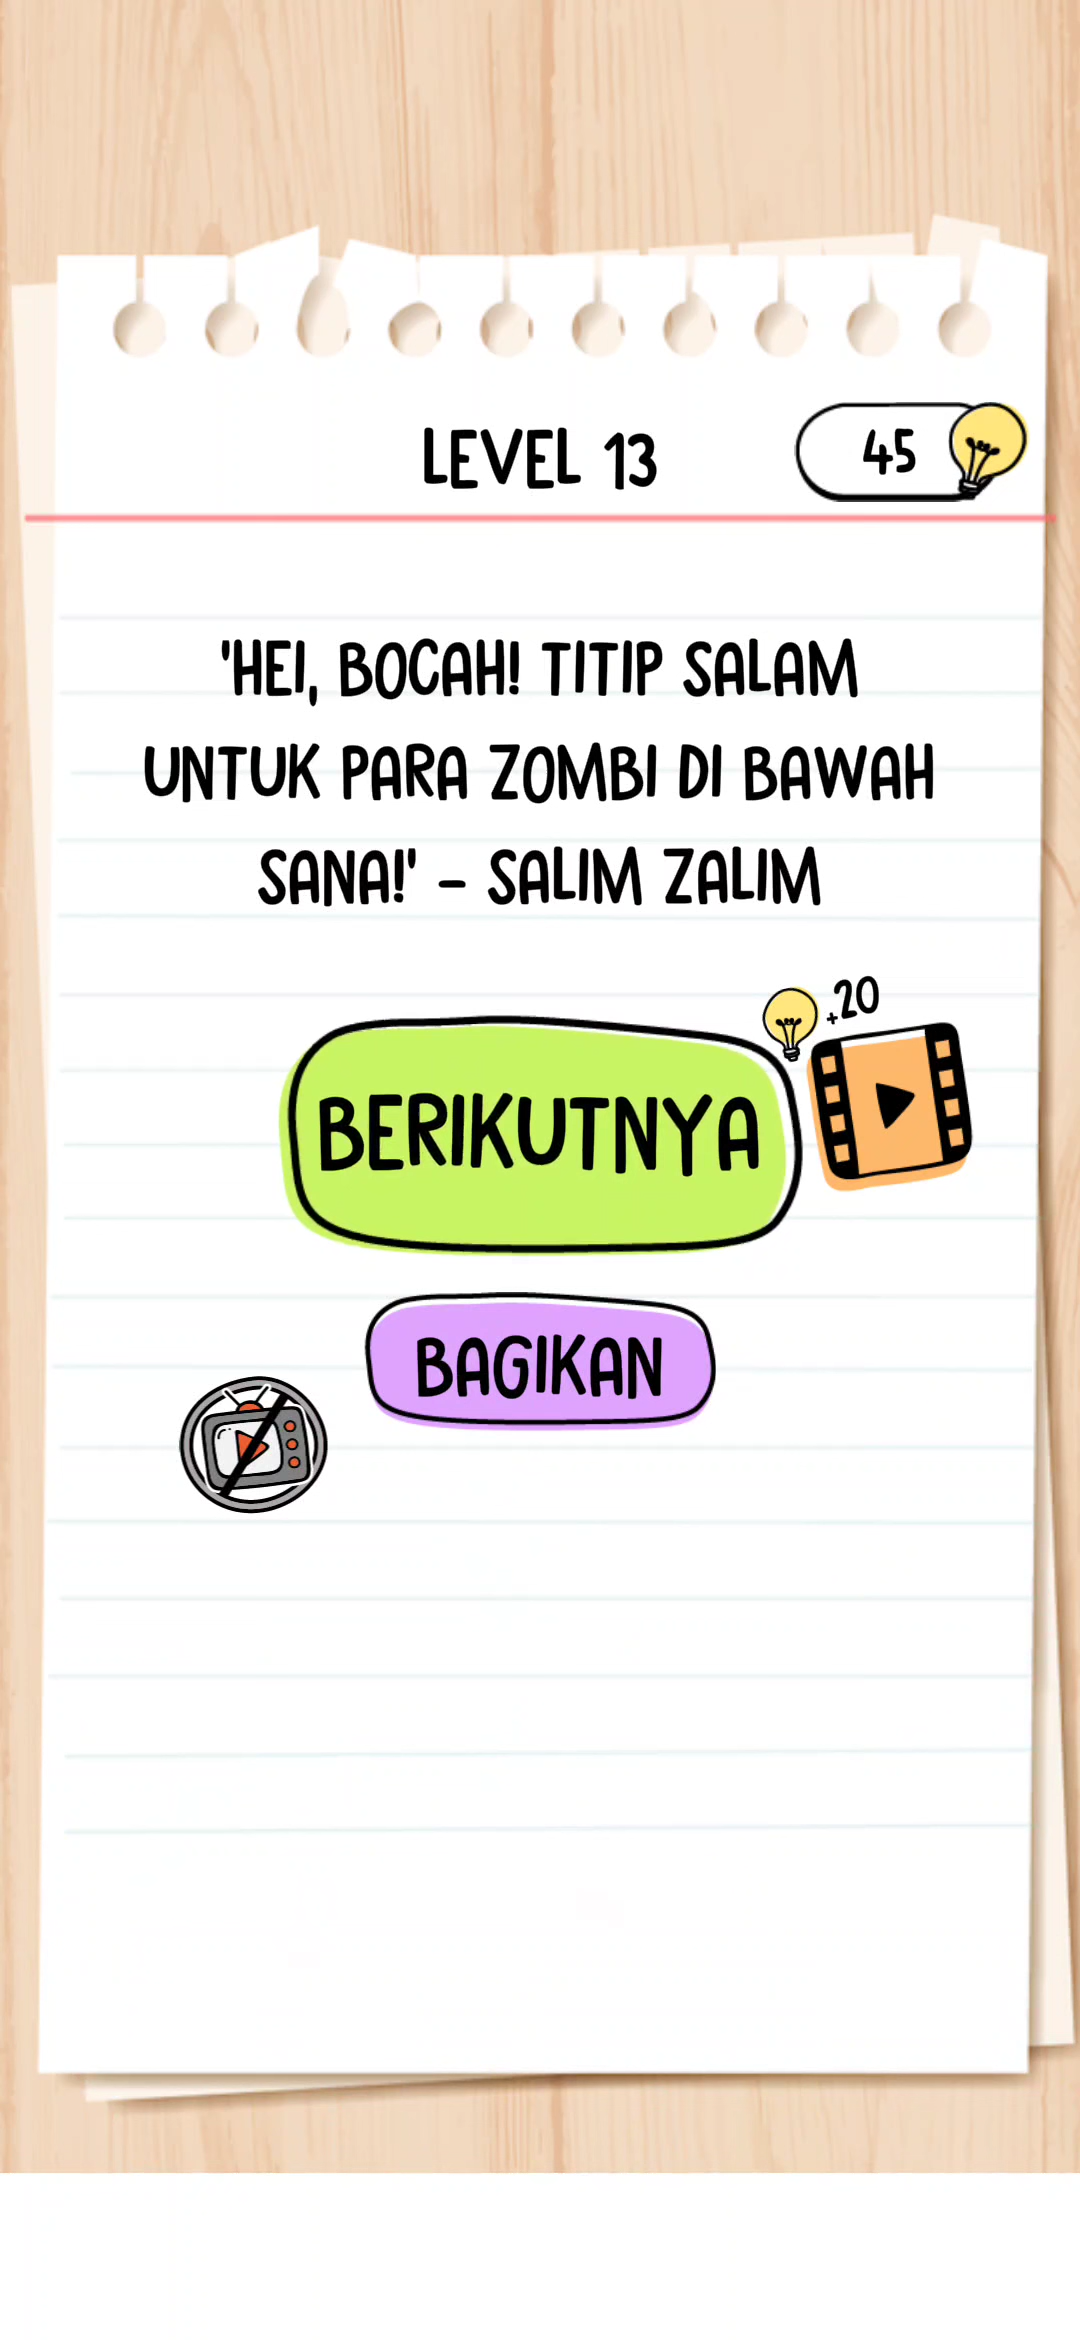 LEVEL 13
45
'HEI, BOCAH! TITIP SALAM
UNTUK PARA ZOMBI DI BAWAH
SANA!' - SALIM ZALIM
+20
BERIKUTNYA
BAGIKAN